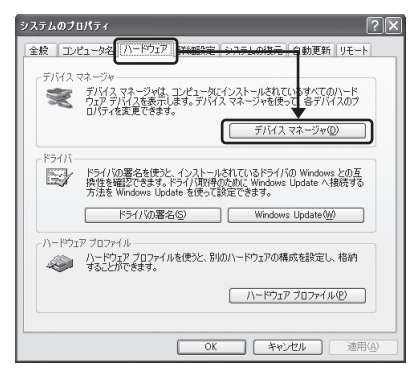 システムのプロパティ
全般 コンピュータ名 ハードウェア 詳細設定 システムの復元 自動更新 リモート
デバイス マネージャ
デバイス マネージャは、コンピュータにインストールされているすべてのハード
ウェア デバイスを表示します。デバイス マネージャを使って、各デバイスのプ
ロパティを変更できます。
デバイス マネージャ(D)
ドライバ
ドライバの署名を使うと、インストールされているドライバの Windows との互
換性を確認できます。ドライバ取得のために Windows Update へ接続する
方法を Windows Update を使って設定できます。
ドライバの署名(S) Windows Update(W)
ハードウェア プロファイル
ハードウェア プロファイルを使うと、別のハードウェアの構成を設定し、格納
することができます。
ハードウェア プロファイル(P)
OK キャンセル 適用(A)